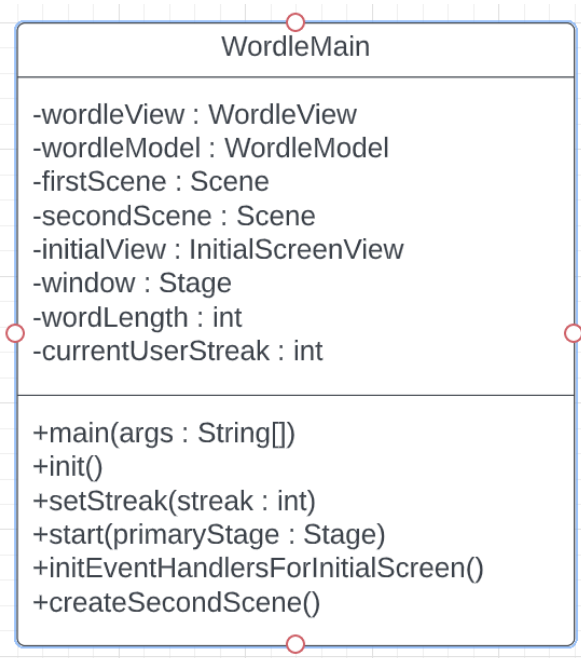 WordleMain
-wordleView : WordleView
-wordleModel : WordleModel
-firstScene : Scene
-secondScene : Scene
-initialView : InitialScreenView
-window : Stage
-wordLength : int
-currentUserStreak : int
+main(args : String[])
+init()
+setStreak(streak : int)
+start(primaryStage : Stage)
+initEventHandlersForInitialScreen()
+createSecondScene()